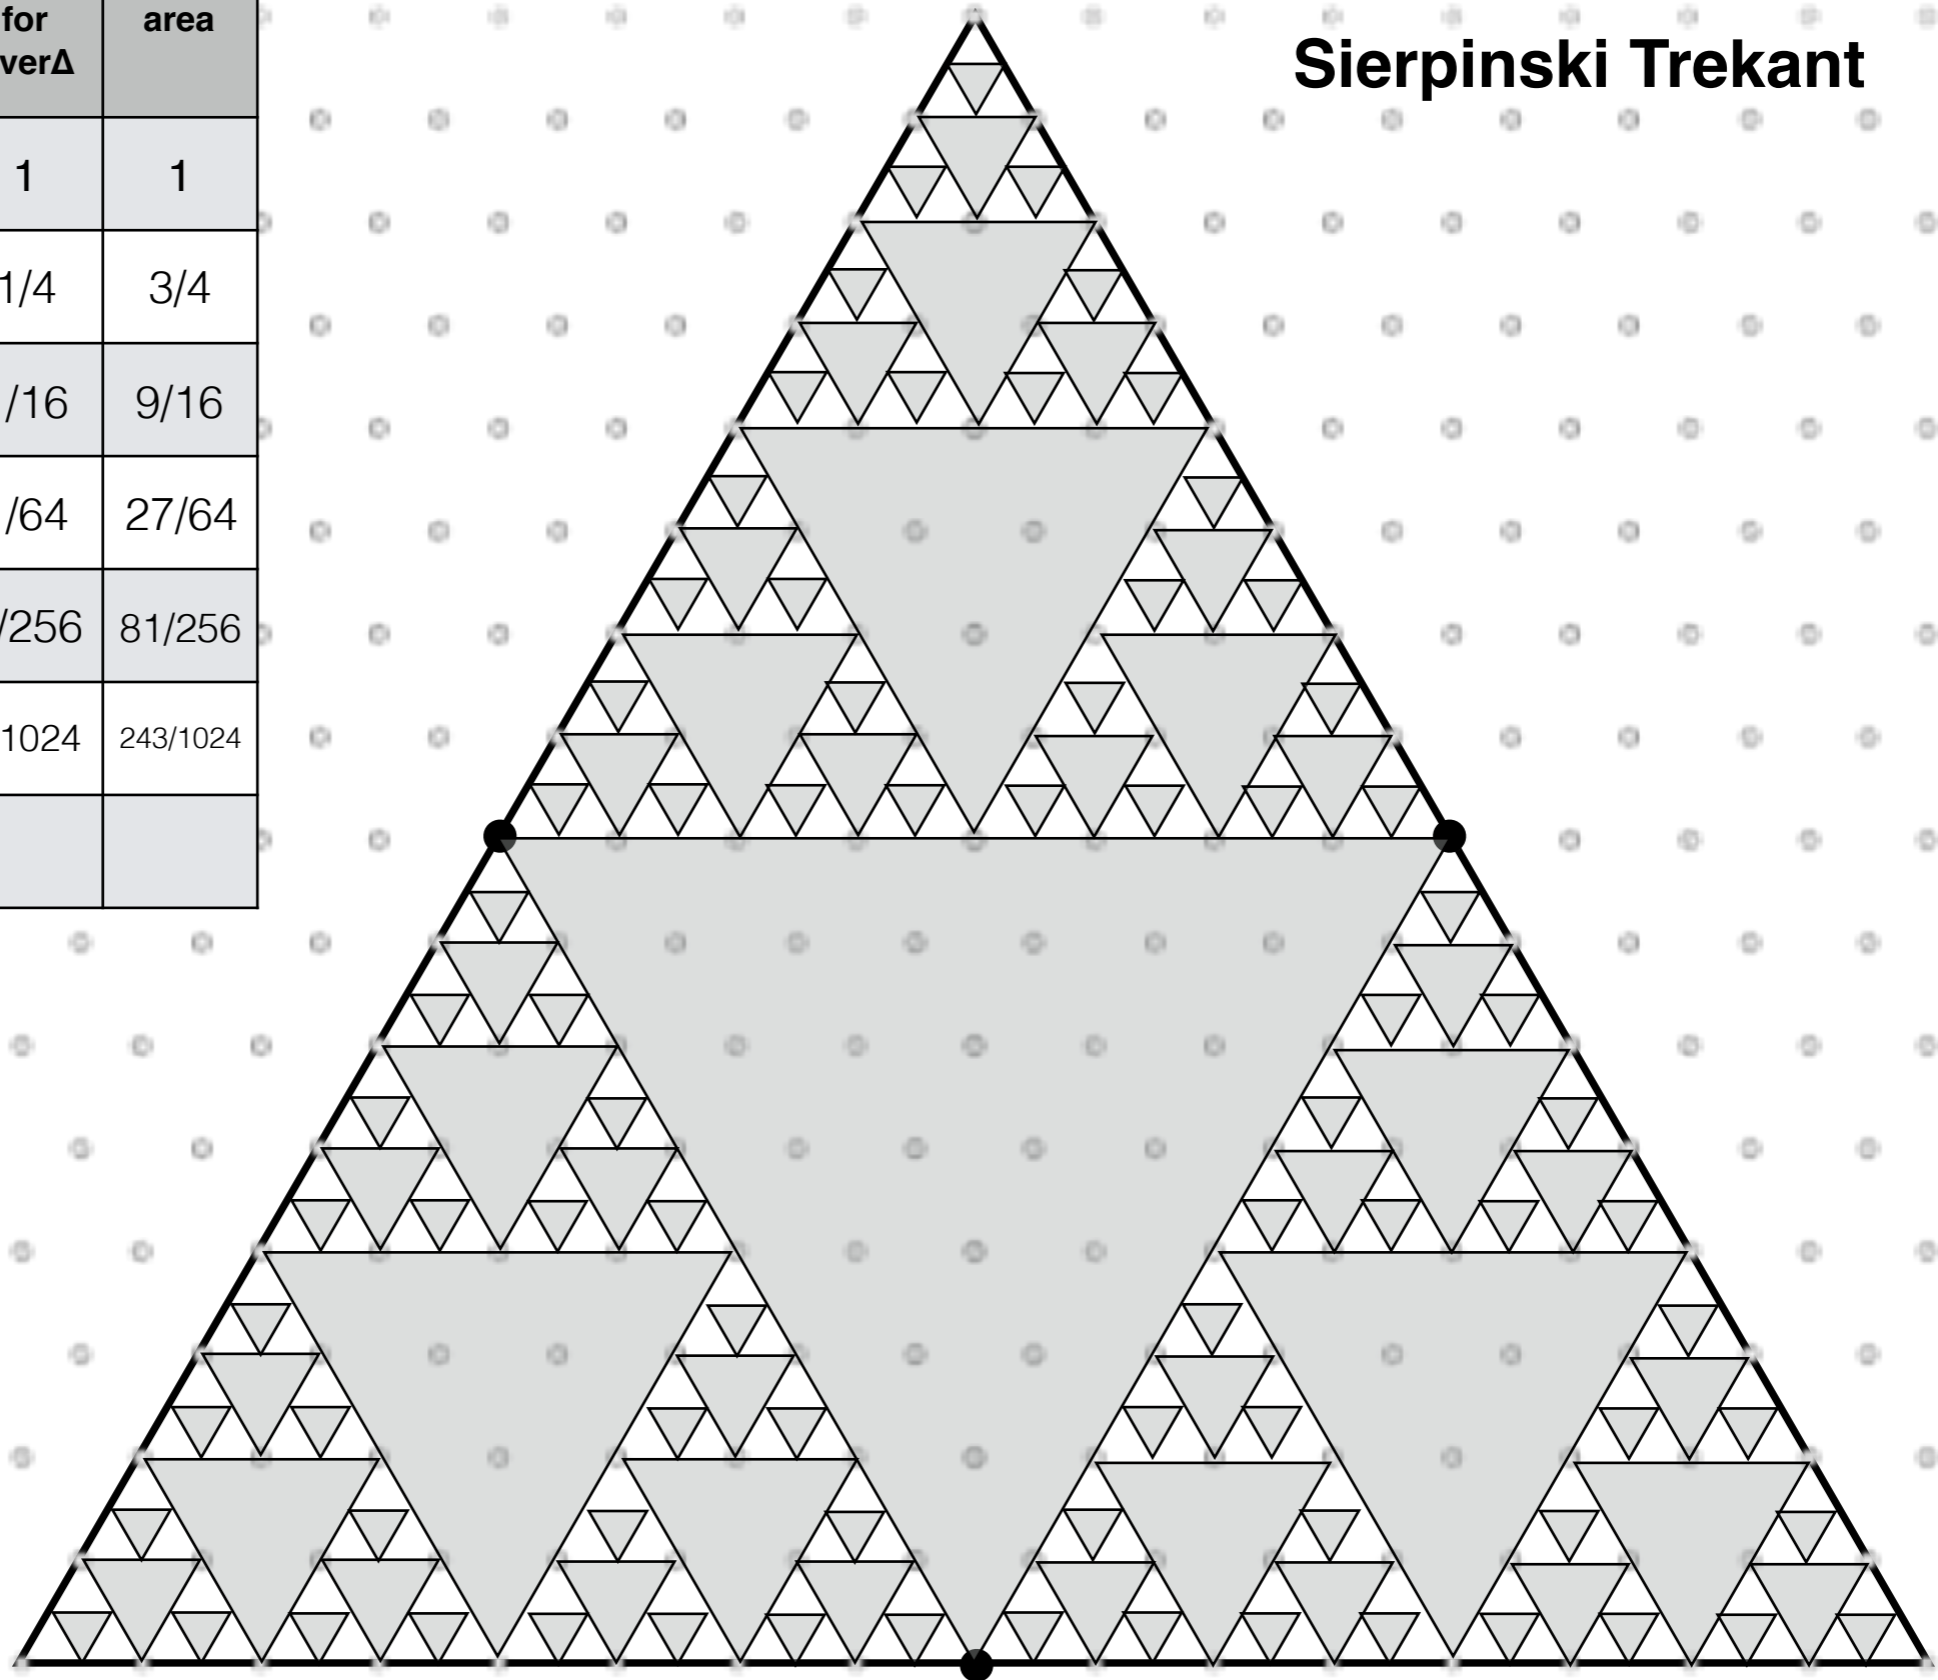 for area
verΔ
Sierpinski Trekant
1 1
1/4 3/4
/16 9/16
/64 27/64
/256 81/256
1024 243/1024